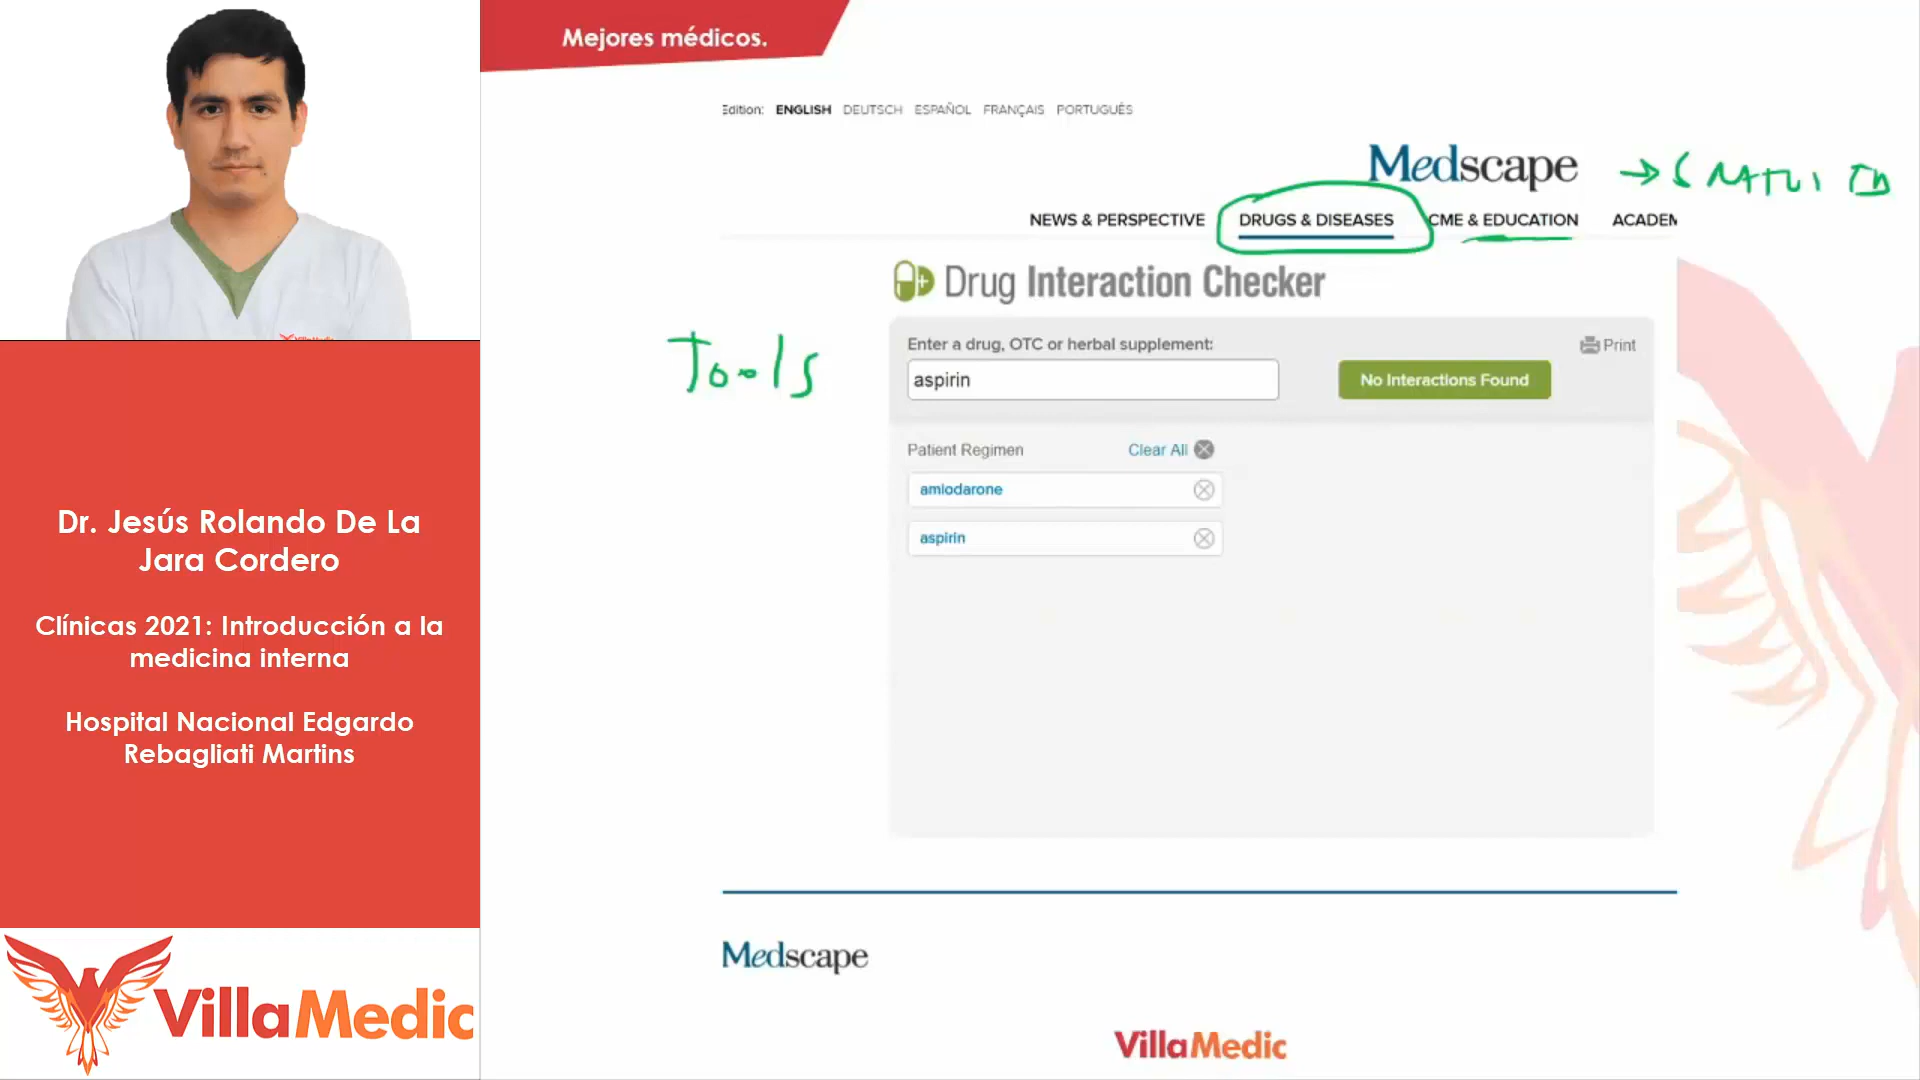 Mejores médicos.
Edition: ENGLISH DEUTSCH ESPAÑOL FRANÇAIS PORTUGUÊS
Medscape
NEWS & PERSPECTIVE DRUGS & DISEASES CME & EDUCATION ACADEM
Drug Interaction Checker
Tools
Enter a drug, OTC or herbal supplement:
Print
aspirin
No Interactions Found
Patient Regimen Clear All
amiodarone
aspirin
Medscape
VillaMedic
VillaMedic
Dr. Jesús Rolando De La
Jara Cordero
Clínicas 2021: Introducción a la
medicina interna
Hospital Nacional Edgardo
Rebagliati Martins
VillaMedic